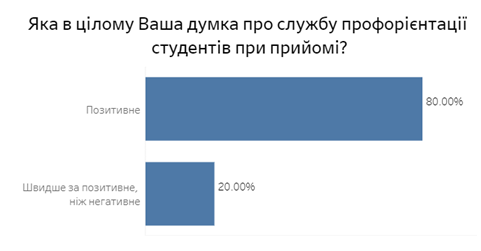 Яка в цілому Ваша думка про службу профорієнтації
студентів при прийомі?
Позитивне
80.00%
Швидше за позитивне,
ніж негативне
20.00%